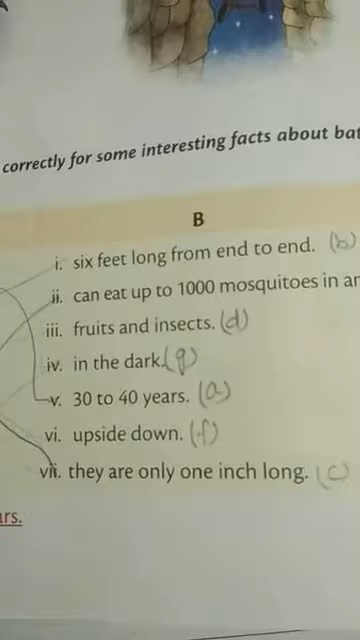 correctly for some interesting facts about bat
B
i. six feet long from end to end. (b)
ii. can eat up to 1000 mosquitoes in an
iii. fruits and insects. (d)
iv. in the dark. (g)
v. 30 to 40 years. (a)
vi. upside down. (f)
vii. they are only one inch long. (c)
ars.